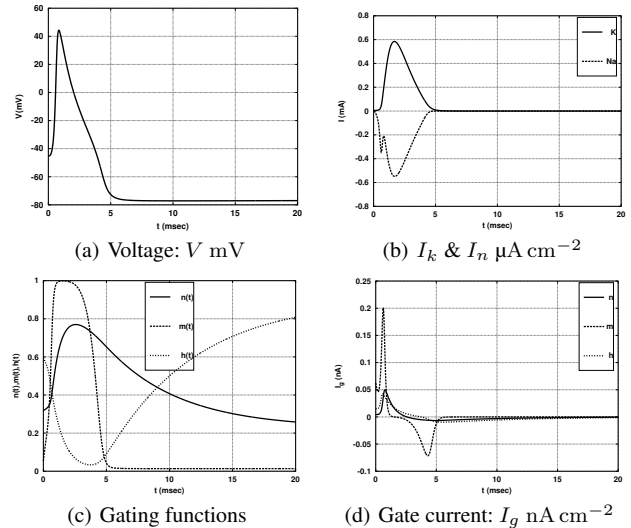 60
40
20
0
-20
-40
-60
-80
0
5
10
15
20
V(mV)
t (msec)
(a) Voltage: V mV
0.8
0.6
0.4
0.2
0
-0.2
-0.4
-0.6
-0.8
0
5
10
15
20
I (mA)
t (msec)
K
Na
(b) Iₖ & Iₙ µA cm⁻²
1
0.8
0.6
0.4
0.2
0
0
5
10
15
20
n(t),m(t),h(t)
t (msec)
n(t)
m(t)
h(t)
(c) Gating functions
0.25
0.20
0.15
0.1
0.05
0
-0.05
-0.1
0
5
10
15
20
I_g (nA)
t (msec)
n
m
h
(d) Gate current: I_g nA cm⁻²